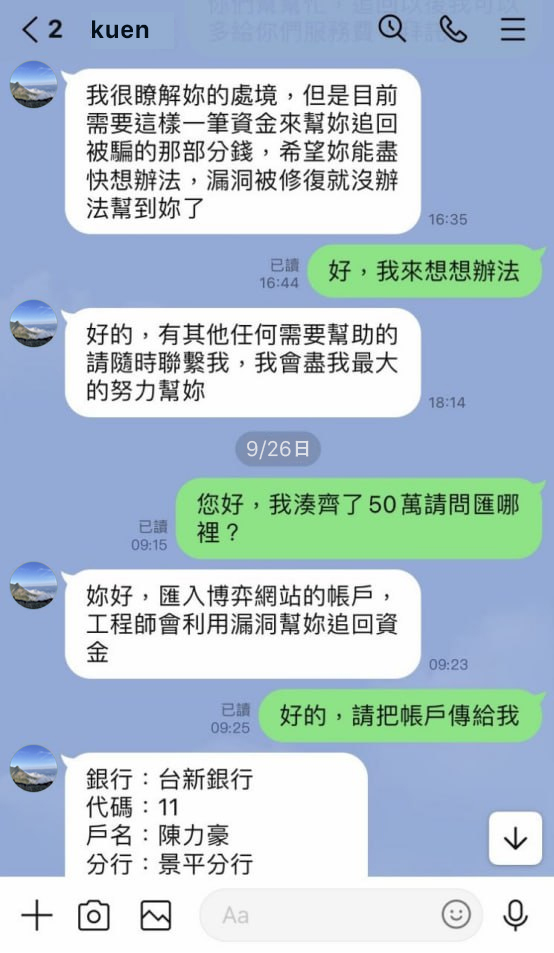 2 kuen
我很瞭解妳的處境，但是目前
需要這樣一筆資金來幫妳追回
被騙的那部分錢，希望妳能盡
快想辦法，漏洞被修復就沒辦
法幫到妳了
16:35
已讀
16:44
好，我來想想辦法
好的，有其他任何需要幫助的
請隨時聯繫我，我會盡我最大
的努力幫妳
18:14
9/26日
您好，我湊齊了50萬請問匯哪
裡？
已讀
09:15
妳好，匯入博弈網站的帳戶，
工程師會利用漏洞幫妳追回資
金
09:23
已讀
09:25
好的，請把帳戶傳給我
銀行：台新銀行
代碼：11
戶名：陳力豪
分行：景平分行
Aa